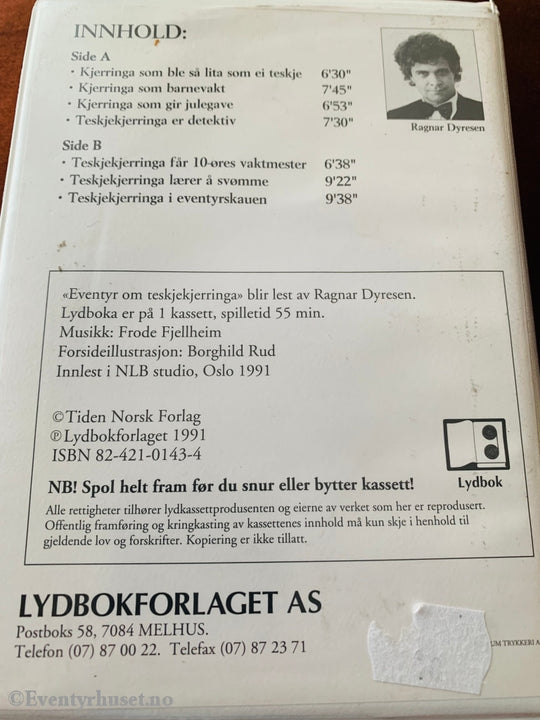 INNHOLD:
Side A
• Kjerringa som ble så lita som ei teskje 6'30"
• Kjerringa som barnevakt 7'45"
• Kjerringa som gir julegave 6'53"
• Teskjekjerringa er detektiv 7'30"
Ragnar Dyresen
Side B
• Teskjekjerringa får 10-øres vaktmester 6'38"
• Teskjekjerringa lærer å svømme 9'22"
• Teskjekjerringa i eventyrskauen 9'38"
«Eventyr om teskjekjerringa» blir lest av Ragnar Dyresen.
Lydboka er på 1 kassett, spilletid 55 min.
Musikk: Frode Fjellheim
Forsideillustrasjon: Borghild Rud
Innlest i NLB studio, Oslo 1991
© Tiden Norsk Forlag
℗ Lydbokforlaget 1991
ISBN 82-421-0143-4
Lydbok
NB! Spol helt fram før du snur eller bytter kassett!
Alle rettigheter tilhører lydkassettprodusenten og eierne av verket som her er reprodusert.
Offentlig framføring og kringkasting av kassettenes innhold må kun skje i henhold til
gjeldende lov og forskrifter. Kopiering er ikke tillatt.
LYDBOKFORLAGET AS
Postboks 58, 7084 MELHUS.
Telefon (07) 87 00 22. Telefax (07) 87 23 71
UM TRYKKERI A
©Eventyrhuset.no